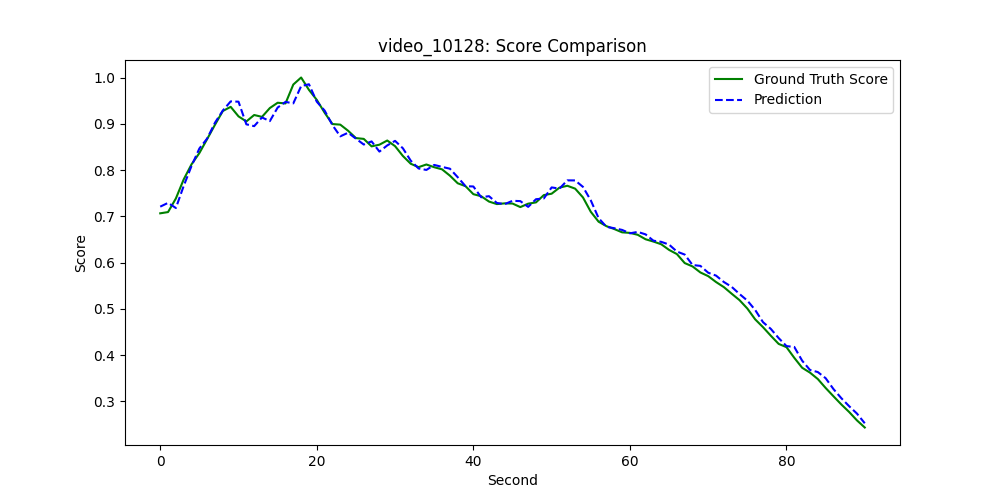 video_10128: Score Comparison
Ground Truth Score
Prediction
Score
1.0
0.9
0.8
0.7
0.6
0.5
0.4
0.3
0 20 40 60 80
Second